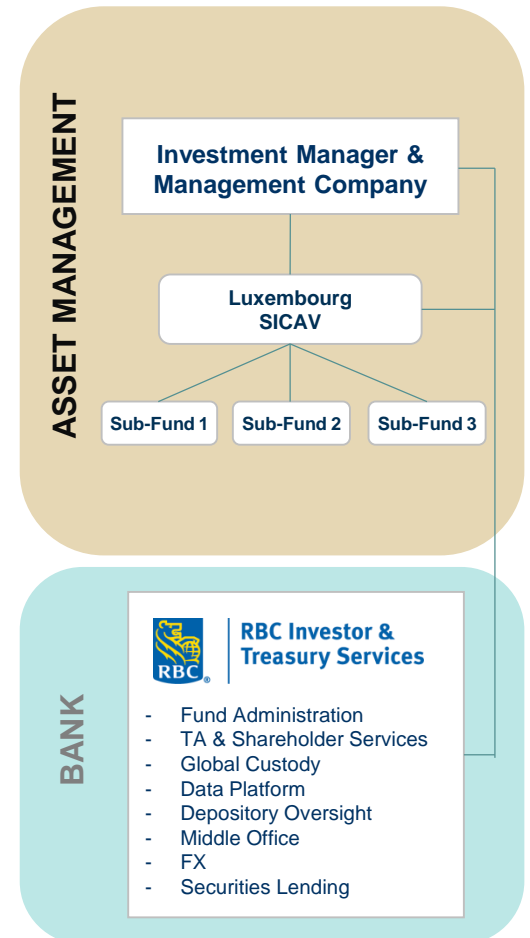 ASSET MANAGEMENT
Investment Manager &
Management Company
Luxembourg
SICAV
Sub-Fund 1
Sub-Fund 2
Sub-Fund 3
BANK
RBC®
RBC Investor &
Treasury Services
- Fund Administration
- TA & Shareholder Services
- Global Custody
- Data Platform
- Depository Oversight
- Middle Office
- FX
- Securities Lending